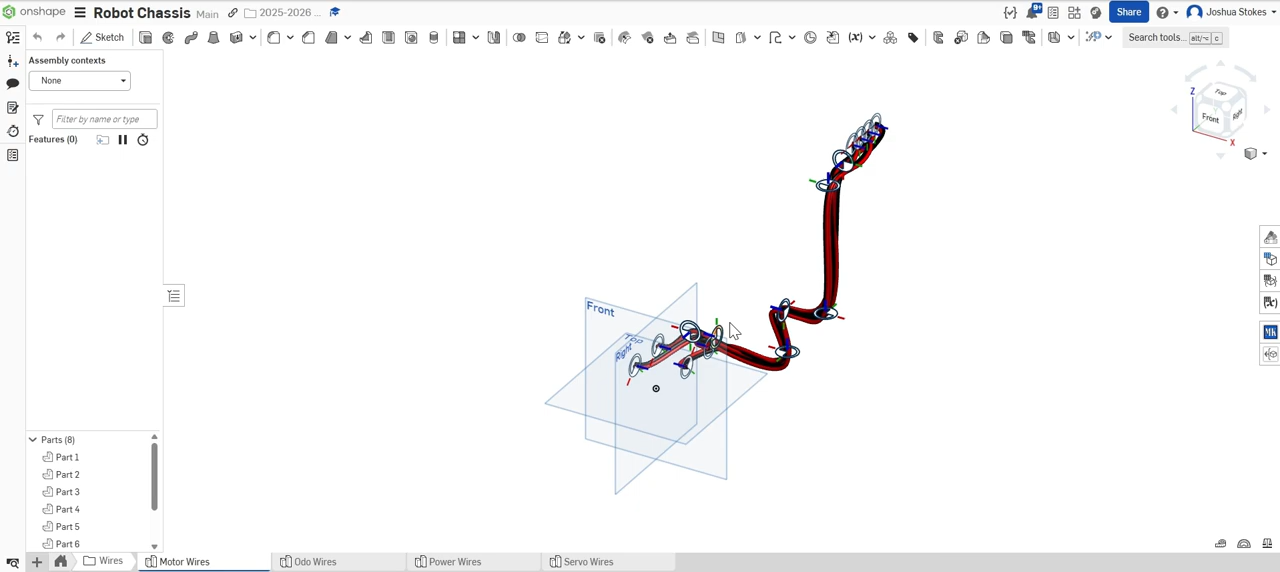 onshape
Robot Chassis Main 2025-2026 ...
9+
Share
Joshua Stokes
Sketch
Search tools... alt/⌥ c
Assembly contexts
None
Filter by name or type
Features (0)
Z
Top
Front
Right
X
Front
Top
Right
Parts (8)
Part 1
Part 2
Part 3
Part 4
Part 5
Part 6
MK
Wires
Motor Wires
Odo Wires
Power Wires
Servo Wires